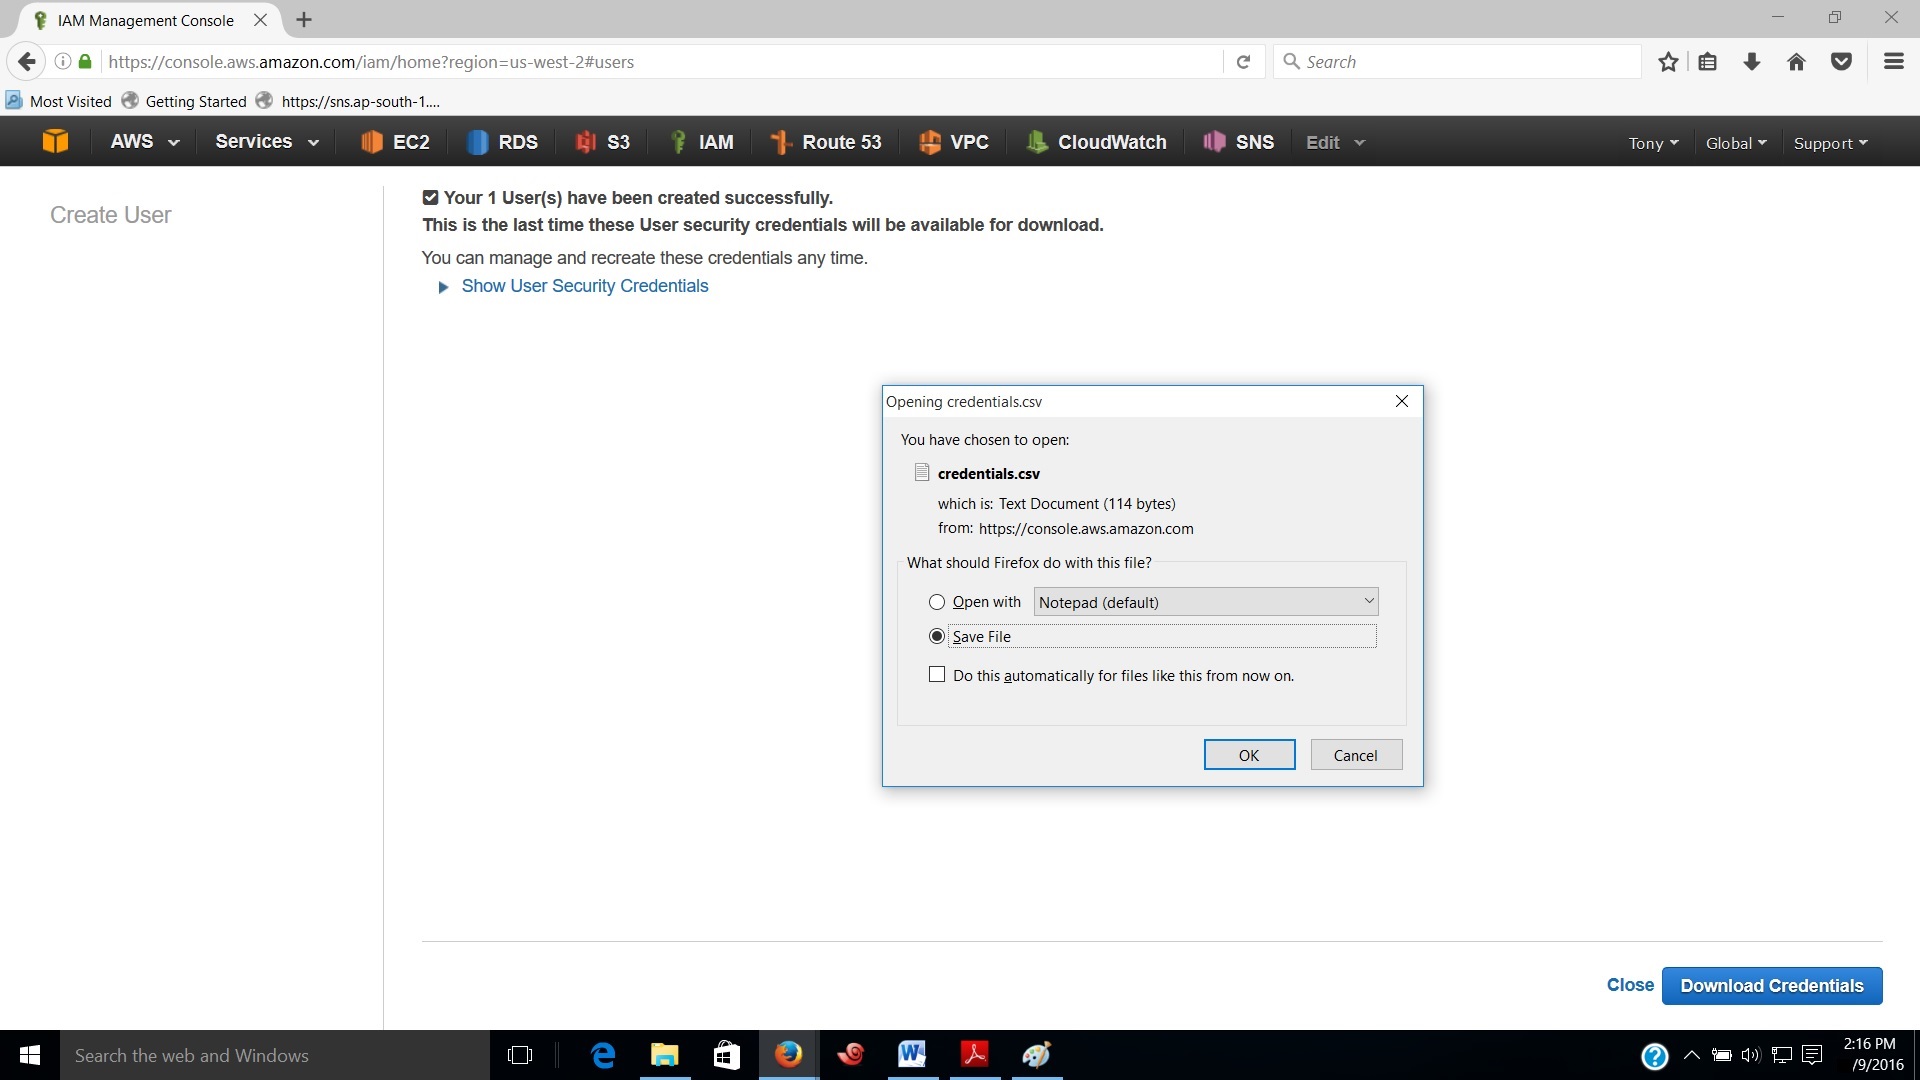 IAM Management Console
https://console.aws.amazon.com/iam/home?region=us-west-2#users
Search
Most Visited
Getting Started
https://sns.ap-south-1....
AWS
Services
EC2
RDS
S3
IAM
Route 53
VPC
CloudWatch
SNS
Edit
Tony
Global
Support
Create User
Your 1 User(s) have been created successfully.
This is the last time these User security credentials will be available for download.
You can manage and recreate these credentials any time.
Show User Security Credentials
Opening credentials.csv
You have chosen to open:
credentials.csv
which is: Text Document (114 bytes)
from: https://console.aws.amazon.com
What should Firefox do with this file?
Open with
Notepad (default)
Save File
Do this automatically for files like this from now on.
OK
Cancel
Close
Download Credentials
Search the web and Windows
2:16 PM
/9/2016